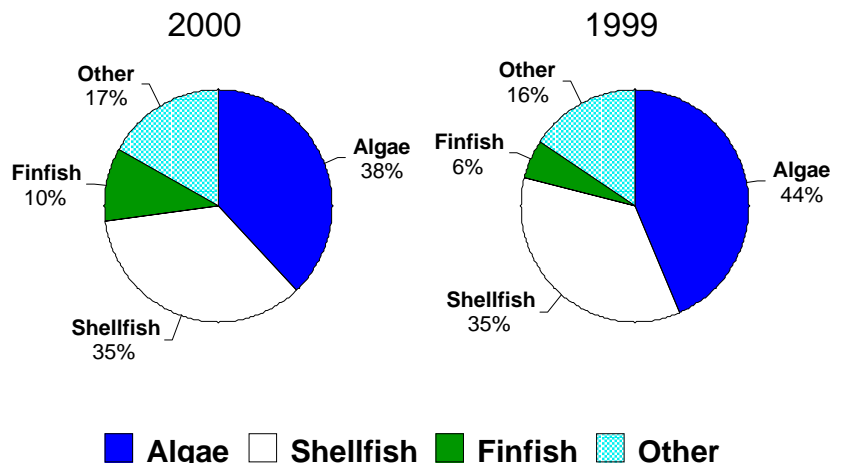 2000
Other
17%
Finfish
10%
Algae
38%
Shellfish
35%
1999
Other
16%
Finfish
6%
Algae
44%
Shellfish
35%
Algae Shellfish Finfish Other